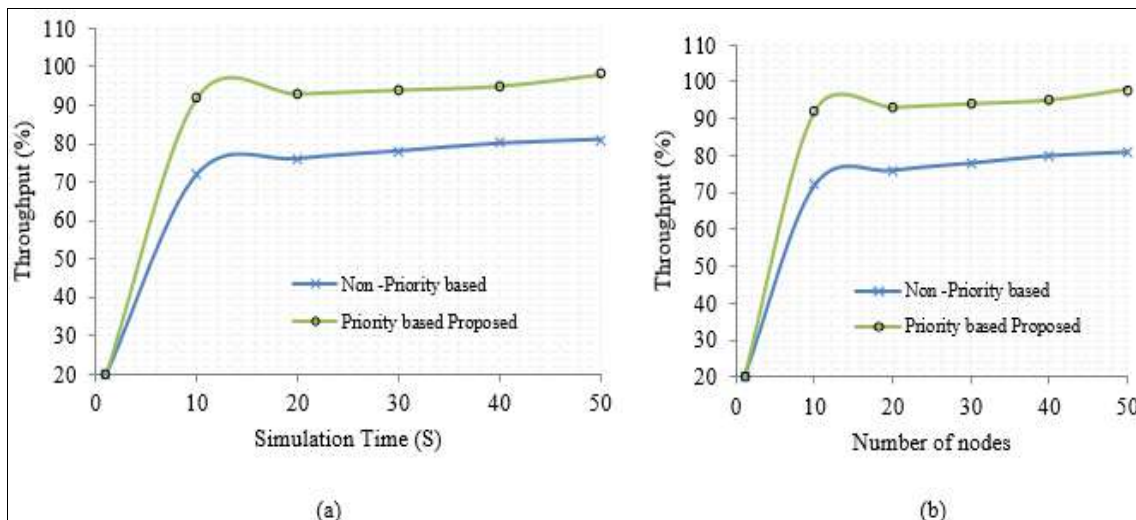 110
100
90
80
70
60
50
40
30
20
Throughput (%)
Non -Priority based
Priority based Proposed
0 10 20 30 40 50
Simulation Time (S)
(a)
110
100
90
80
70
60
50
40
30
20
Throughput (%)
Non -Priority based
Priority based Proposed
0 10 20 30 40 50
Number of nodes
(b)